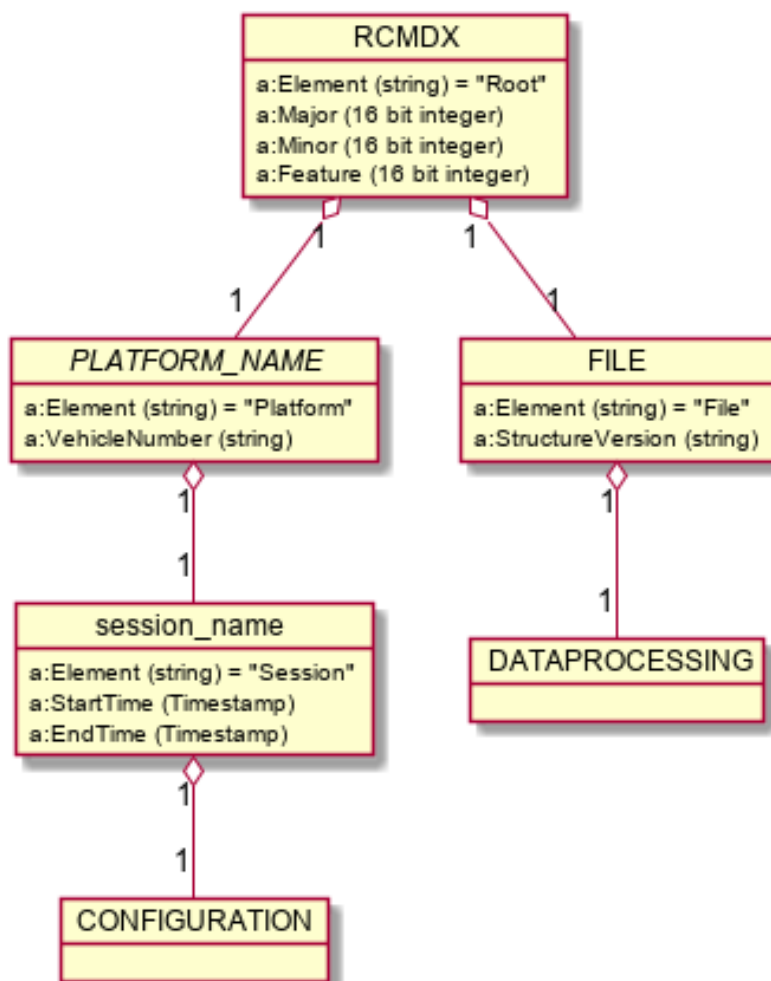 RCMDX
a:Element (string) = "Root"
a:Major (16 bit integer)
a:Minor (16 bit integer)
a:Feature (16 bit integer)
1
1
1
1
PLATFORM_NAME
a:Element (string) = "Platform"
a:VehicleNumber (string)
FILE
a:Element (string) = "File"
a:StructureVersion (string)
1
1
1
1
session_name
a:Element (string) = "Session"
a:StartTime (Timestamp)
a:EndTime (Timestamp)
DATAPROCESSING
1
1
CONFIGURATION